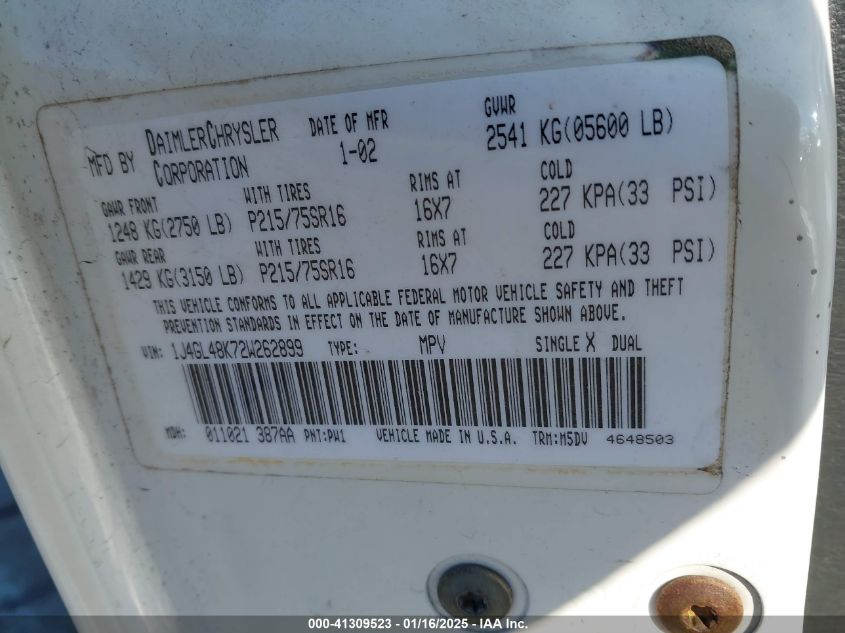 MFD BY DAIMLERCHRYSLER CORPORATION DATE OF MFR 1-02 GVWR 2541 KG(05600 LB)
GAWR FRONT WITH TIRES RIMS AT COLD
1248 KG(2750 LB) P215/75SR16 16X7 227 KPA(33 PSI)
GAWR REAR WITH TIRES RIMS AT COLD
1429 KG(3150 LB) P215/75SR16 16X7 227 KPA(33 PSI)
THIS VEHICLE CONFORMS TO ALL APPLICABLE FEDERAL MOTOR VEHICLE SAFETY AND THEFT
PREVENTION STANDARDS IN EFFECT ON THE DATE OF MANUFACTURE SHOWN ABOVE.
VIN: 1J4GL48K72W262899 TYPE: MPV SINGLE X DUAL
MDH: 011021 387AA PNT:PW1 VEHICLE MADE IN U.S.A. TRM:M5DV 4648503
000-41309523 - 01/16/2025 - IAA Inc.